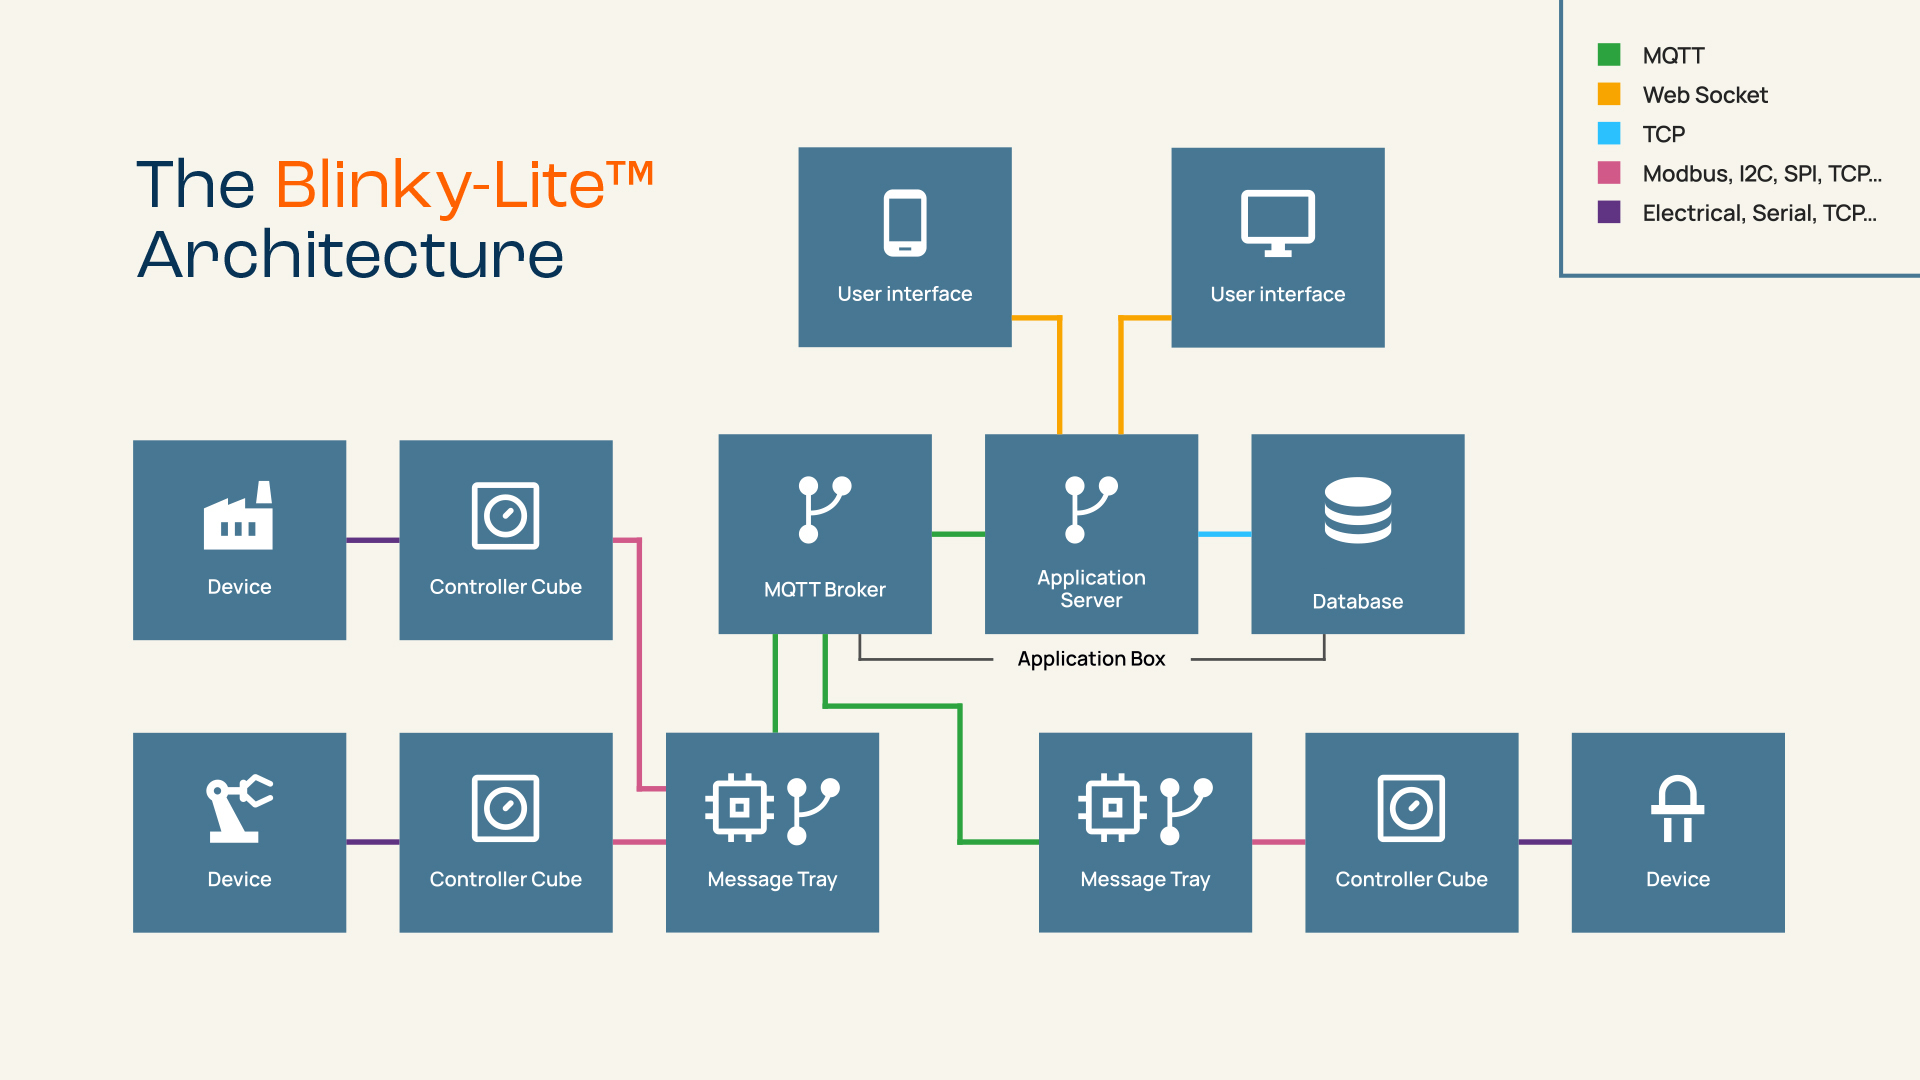 The Blinky-Lite™
Architecture
MQTT
Web Socket
TCP
Modbus, I2C, SPI, TCP...
Electrical, Serial, TCP...
User interface
User interface
Device
Controller Cube
MQTT Broker
Application
Server
Database
Application Box
Device
Controller Cube
Message Tray
Message Tray
Controller Cube
Device